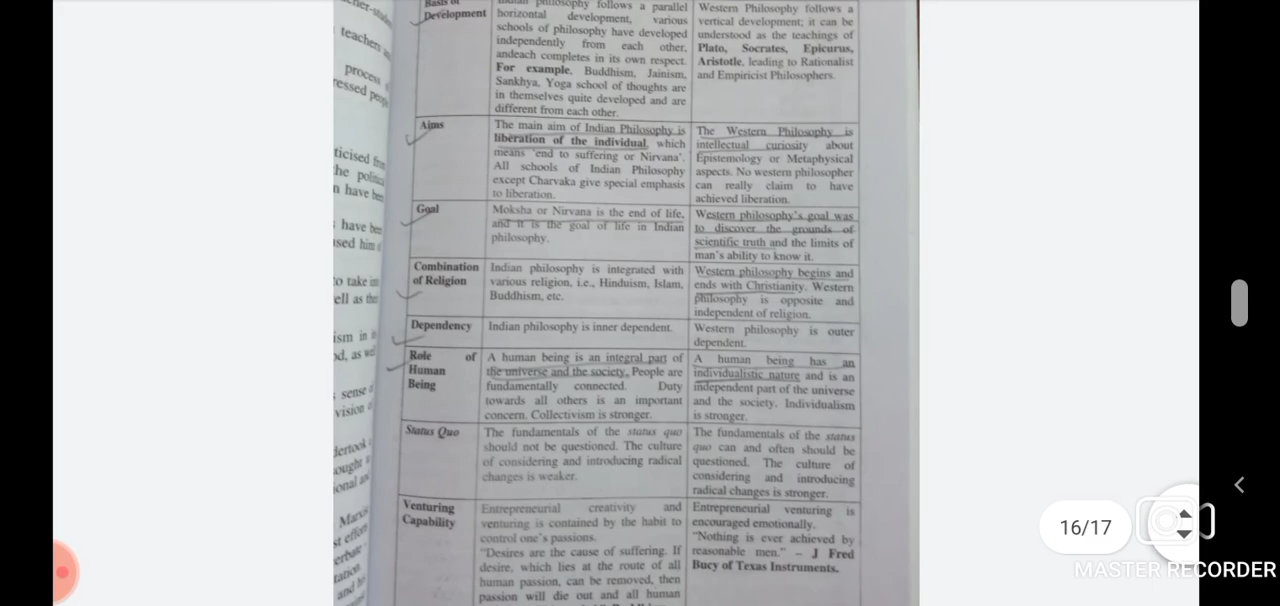 teachers
process
Basis of
Development
Indian philosophy follows a parallel
horizontal development, various
schools of philosophy have developed
independently from each other,
andeach completes in its own respect.
For example, Buddhism, Jainism,
Sankhya, Yoga school of thoughts are
in themselves quite developed and are
different from each other.
Western Philosophy follows a
vertical development; it can be
understood as the teachings of
Plato, Socrates, Epicurus,
Aristotle, leading to Rationalist
and Empiricist Philosophers.
Aims
The main aim of Indian Philosophy is
liberation of the individual, which
means 'end to suffering or Nirvana'.
All schools of Indian Philosophy
except Charvaka give special emphasis
to liberation.
The Western Philosophy is
intellectual curiosity about
Epistemology or Metaphysical
aspects. No western philosopher
can really claim to have
achieved liberation.
Goal
Moksha or Nirvana is the end of life,
and it is the goal of life in Indian
philosophy.
Western philosophy's goal was
to discover the grounds of
scientific truth and the limits of
man's ability to know it.
Combination
of Religion
Indian philosophy is integrated with
various religion, i.e., Hinduism, Islam,
Buddhism, etc.
Western philosophy begins and
ends with Christianity. Western
philosophy is opposite and
independent of religion.
Dependency
Indian philosophy is inner dependent.
Western philosophy is outer
dependent.
Role of
Human
Being
A human being is an integral part of
the universe and the society. People are
fundamentally connected. Duty
towards all others is an important
concern. Collectivism is stronger.
A human being has an
individualistic nature and is an
independent part of the universe
and the society. Individualism
is stronger.
Status Quo
The fundamentals of the status quo
should not be questioned. The culture
of considering and introducing radical
changes is weaker.
The fundamentals of the status
quo can and often should be
questioned. The culture of
considering and introducing
radical changes is stronger.
Venturing
Capability
Entrepreneurial creativity and
venturing is contained by the habit to
control one's passions.
"Desires are the cause of suffering. If
desire, which lies at the route of all
human passion, can be removed, then
passion will die out and all human
Entrepreneurial venturing is
encouraged emotionally.
"Nothing is ever achieved by
reasonable men." – J Fred
Bucy of Texas Instruments.
16/17
MASTER RECORDER